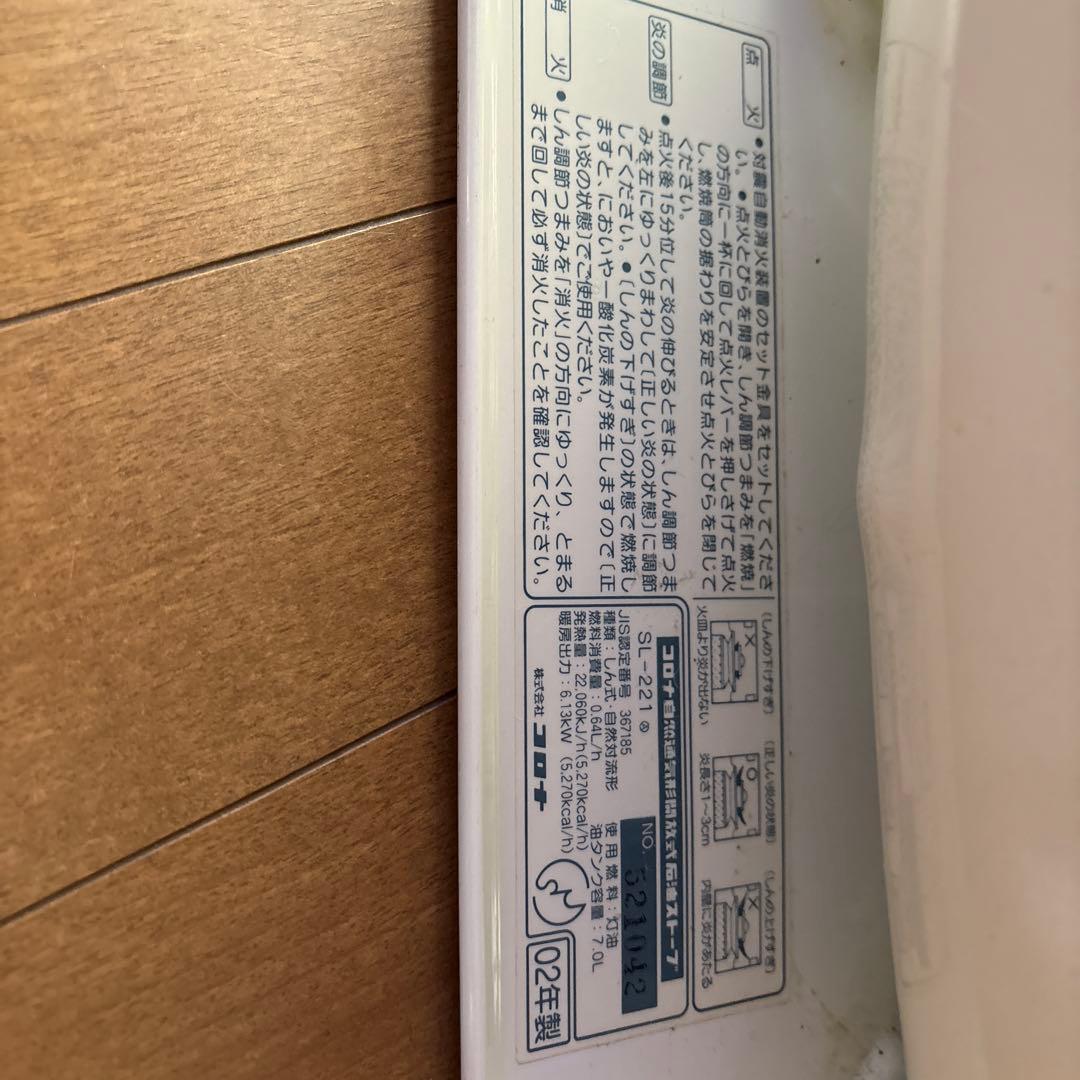 点火
●対震自動消火装置のセット金具をセットしてくださ
い。●点火とびらを開き、しん調節つまみを「燃焼」
の方向に一杯に回して点火レバーを押しさげて点火
し、燃焼筒の据わりを安定させ点火とびらを閉じて
ください。
炎の調節
●点火後15分位して炎の伸びるときは、しん調節つま
みを左にゆっくりまわして〔正しい炎の状態〕に調節
してください。●〔しんの下げすぎ〕の状態で燃焼し
ますと、においや一酸化炭素が発生しますので〔正
しい炎の状態〕でご使用ください。
消火
●しん調節つまみを「消火」の方向にゆっくり、とまる
まで回して必ず消火したことを確認してください。
(しんの下げすぎ)
火皿より炎が出ない
(正しい炎の状態)
炎長さ1〜3cm
(しんの上げすぎ)
内屋に炎があたる
コロナ自然通気形開放式石油ストーブ
SL-221Ⓐ
NO. 521042
JIS認定番号 367185
種類:しん式・自然対流形
使用燃料:灯油
燃料消費量:0.64L/h
油タンク容量:7.0L
発熱量:22,060kJ/h(5,270kcal/h)
暖房出力:6.13kW (5,270kcal/h)
株式会社コロナ
02年製